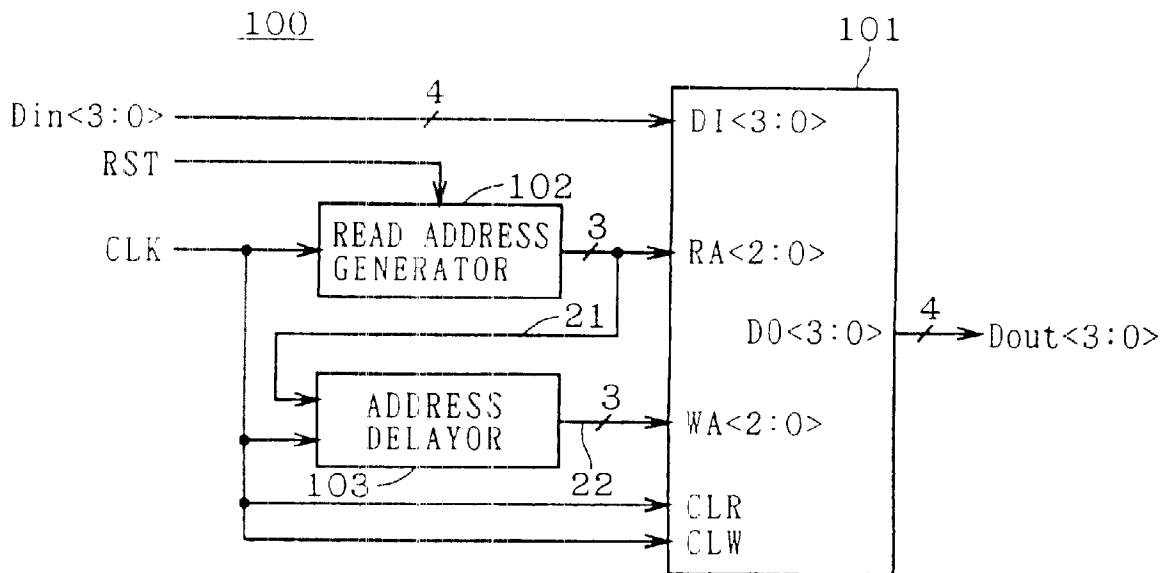 100
101
Din<3:0>
4
DI<3:0>
RST
102
CLK
READ ADDRESS
GENERATOR
3
RA<2:0>
21
DO<3:0>
4
Dout<3:0>
ADDRESS
DELAYOR
3
WA<2:0>
103
22
CLR
CLW